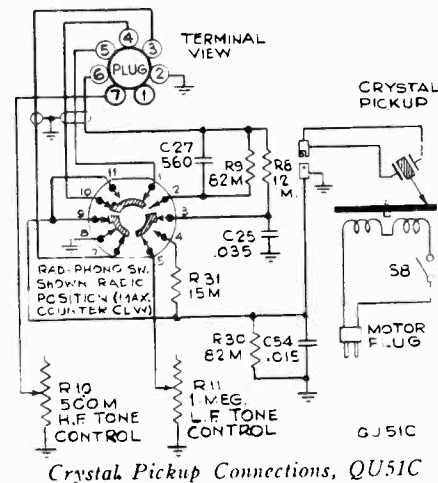 TERMINAL
VIEW
5 4 3
6 PLUG 2
7 1
CRYSTAL
PICKUP
C27
560
R9
82M
R8
12
M.
11 1
10 2
9 3
8 4
7 5
C25
.035
RAD-PHONO SW.
SHOWN RADIO
POSITION (MAX.
COUNTER CLW)
R31
15M
S8
R30
82M
C54
.015
MOTOR
PLUG
R10
500M
H.F. TONE
CONTROL
R11
1-MEG.
L.F. TONE
CONTROL
QJ51C
Crystal Pickup Connections, QU51C